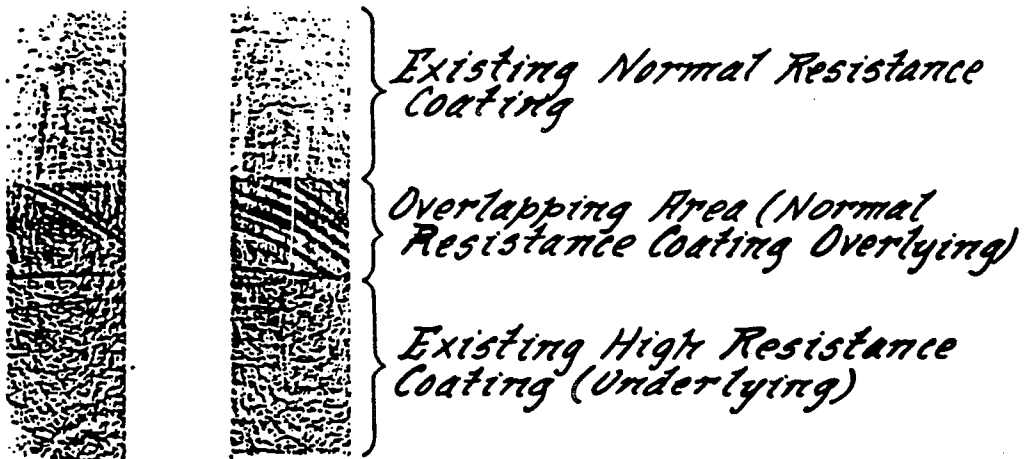 Existing Normal Resistance
Coating
Overlapping Area (Normal
Resistance Coating Overlying)
Existing High Resistance
Coating (Underlying)